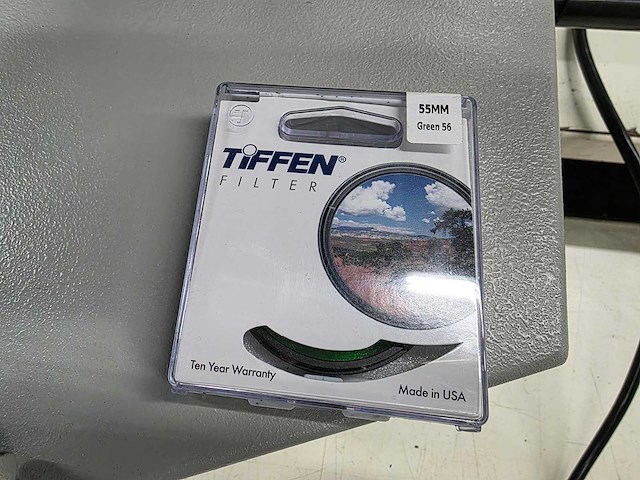 55MM
Green 56
TiFFEN®
FILTER
Ten Year Warranty
Made in USA